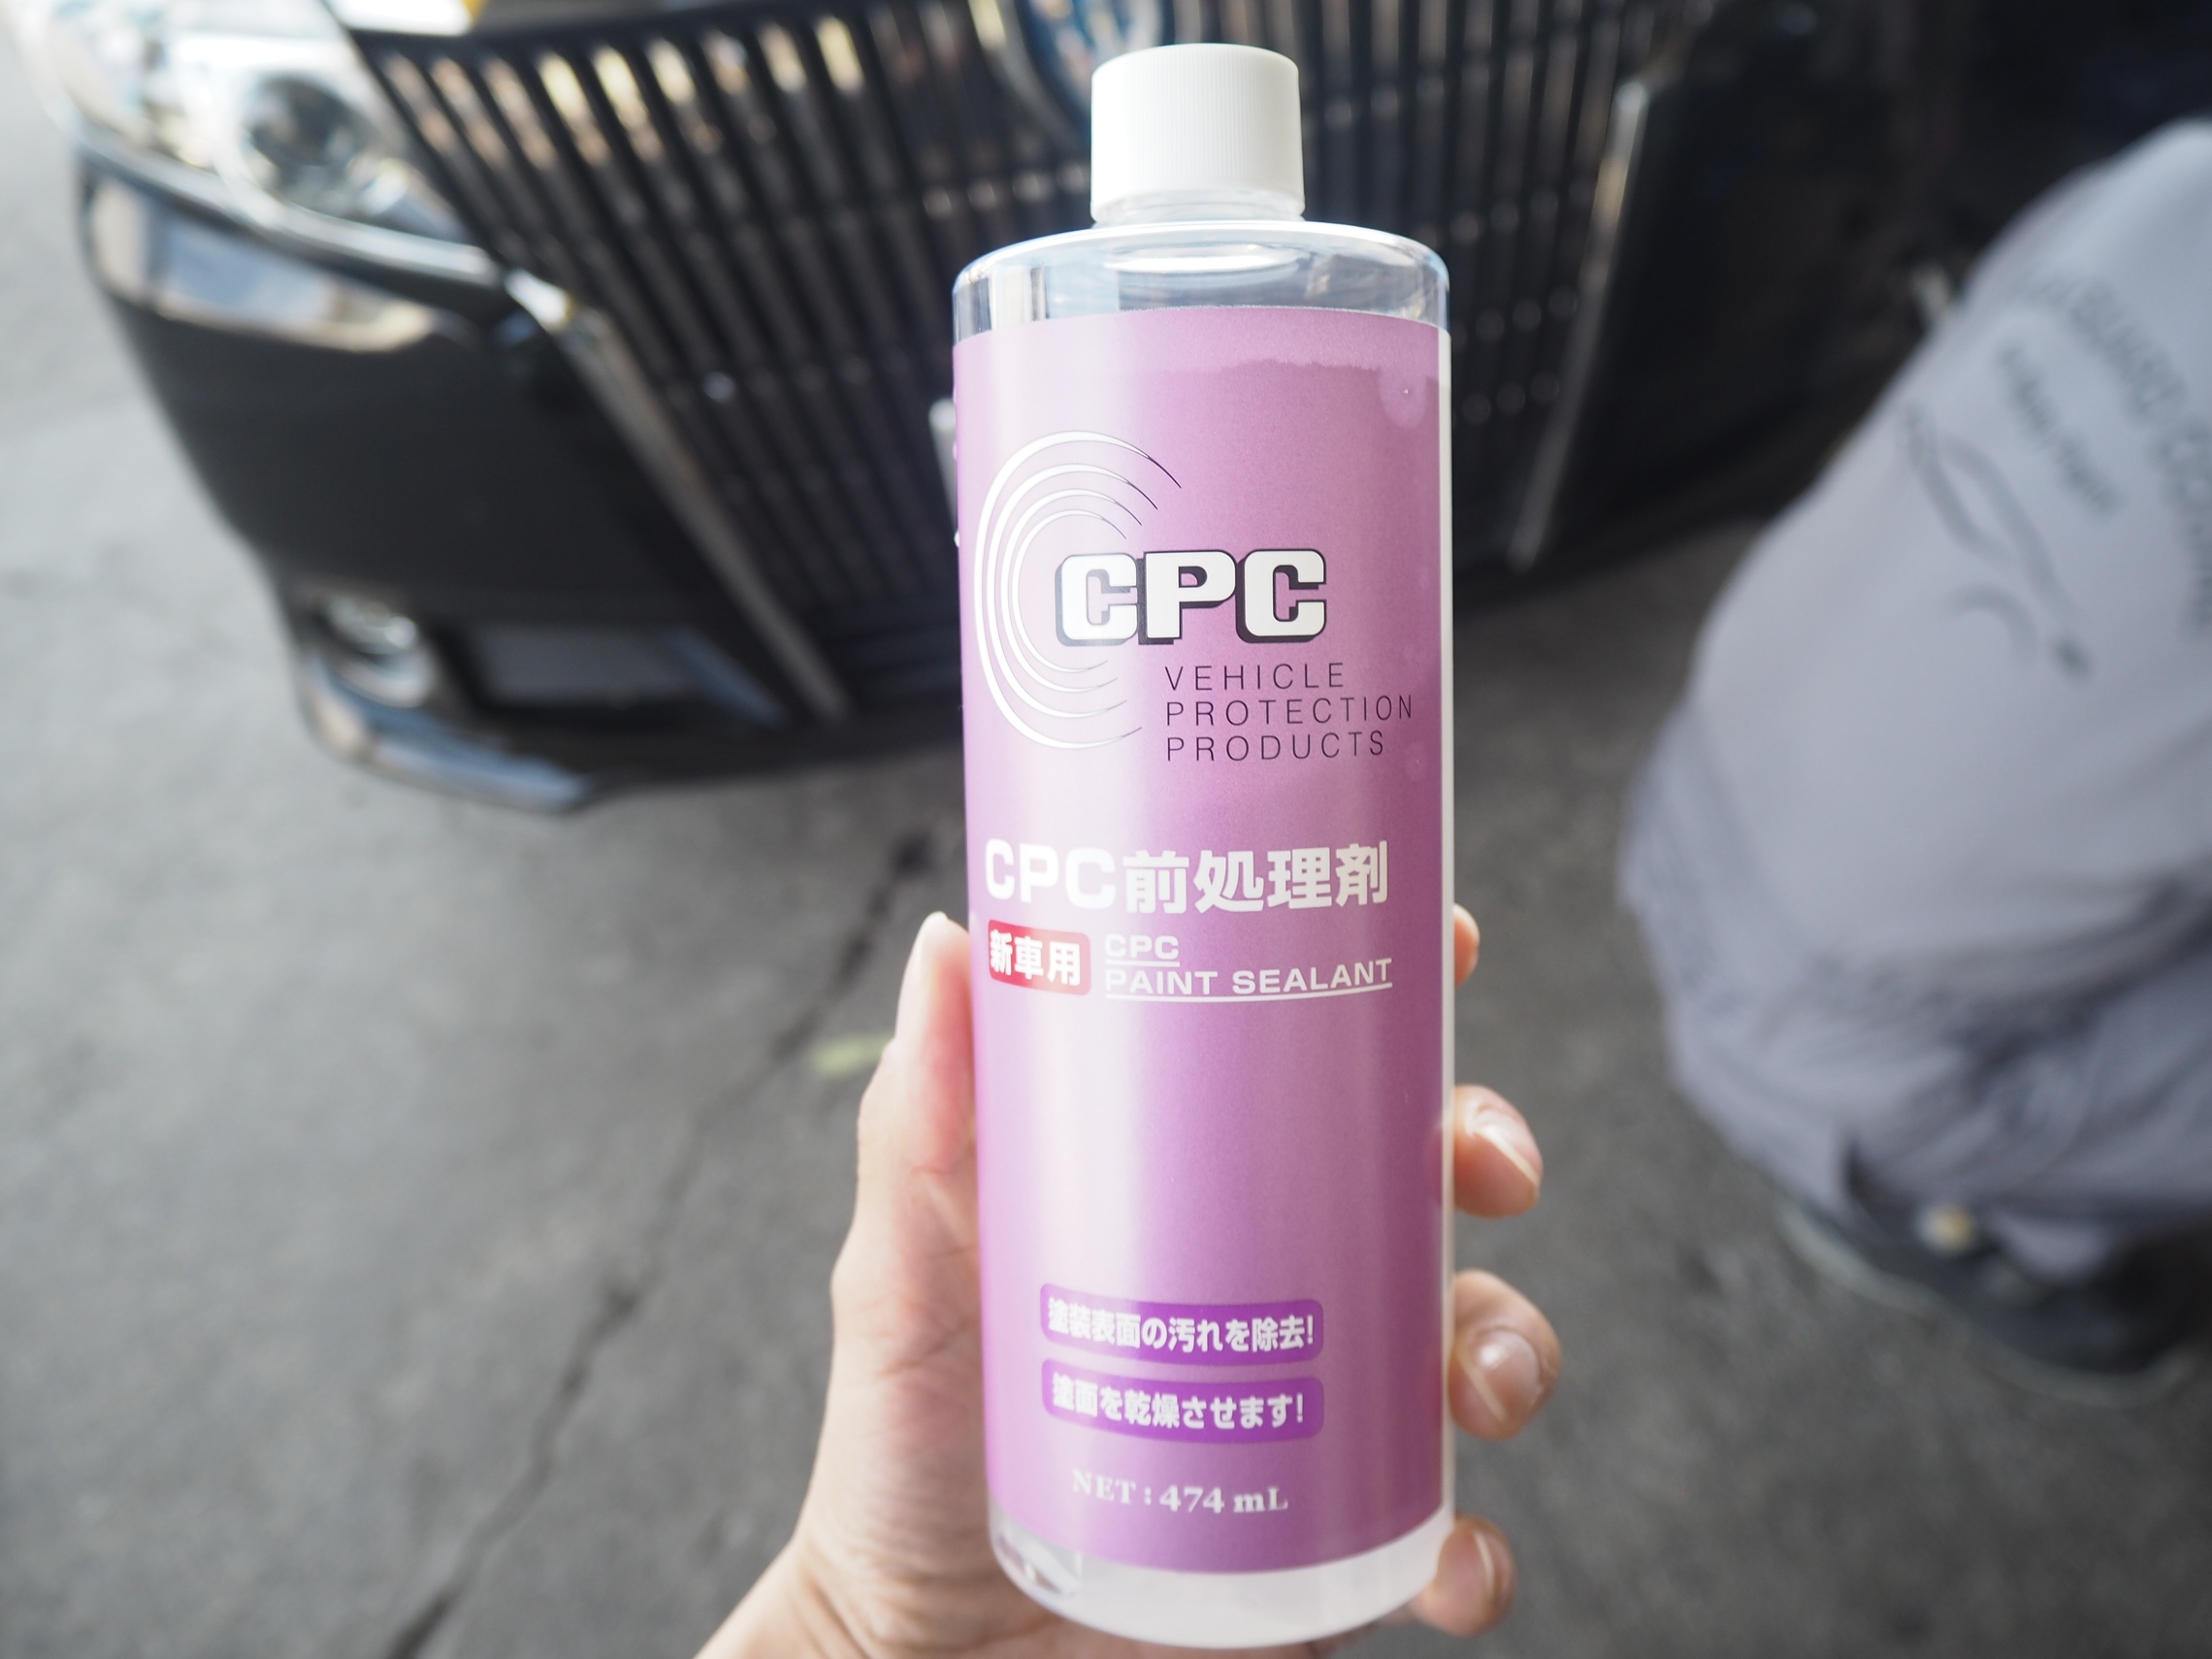 CPC
VEHICLE
PROTECTION
PRODUCTS
CPC前処理剤
新車用
CPC
PAINT SEALANT
塗装表面の汚れを除去!
塗面を乾燥させます!
NET : 474 mL